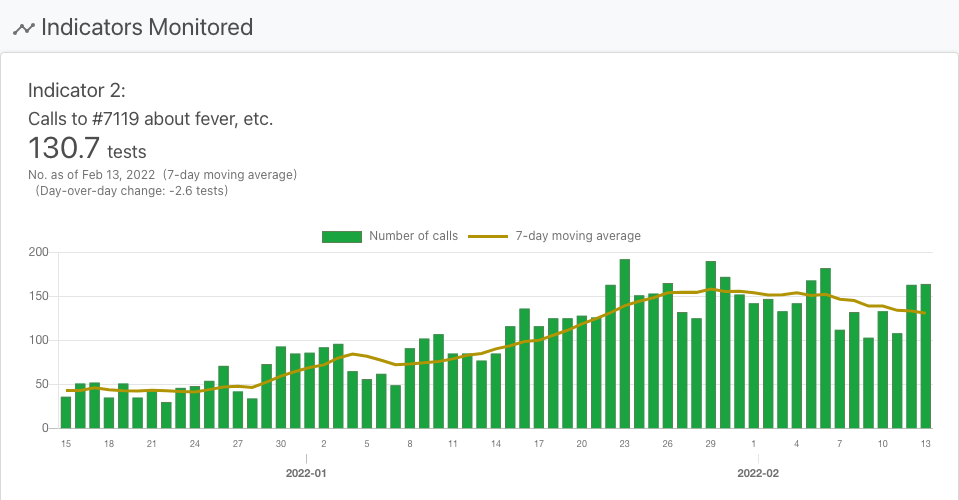 Indicators Monitored
Indicator 2:
Calls to #7119 about fever, etc.
130.7 tests
No. as of Feb 13, 2022 (7-day moving average)
(Day-over-day change: -2.6 tests)
Number of calls 7-day moving average
200
150
100
50
0
15 18 21 24 27 30 2 5 8 11 14 17 20 23 26 29 1 4 7 10 13
2022-01 2022-02